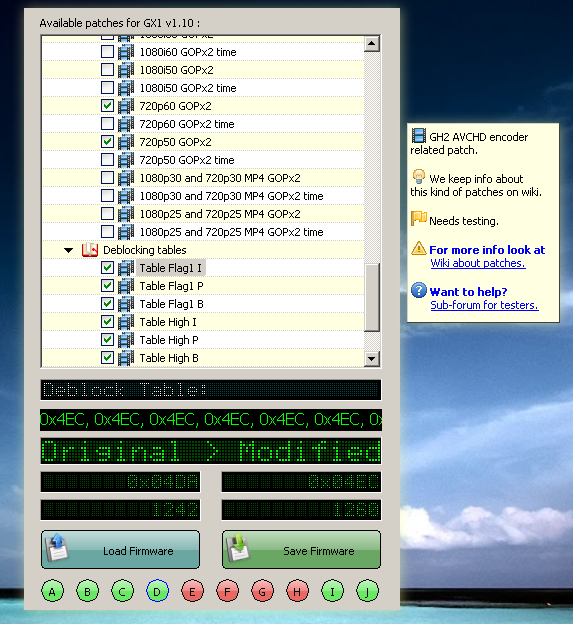 Available patches for GX1 v1.10 :
1080i60 GOPx2
1080i60 GOPx2 time
1080i50 GOPx2
1080i50 GOPx2 time
720p60 GOPx2
720p60 GOPx2 time
720p50 GOPx2
720p50 GOPx2 time
1080p30 and 720p30 MP4 GOPx2
1080p30 and 720p30 MP4 GOPx2 time
1080p25 and 720p25 MP4 GOPx2
1080p25 and 720p25 MP4 GOPx2 time
Deblocking tables
Table Flag1 I
Table Flag1 P
Table Flag1 B
Table High I
Table High P
Table High B
Deblock Table:
0x4EC, 0x4EC, 0x4EC, 0x4EC, 0x4EC, 0x4EC, 0x
Original > Modified
0x04DA 0x04EC
1242 1260
Load Firmware Save Firmware
A B C D E F G H I J
GH2 AVCHD encoder
related patch.
We keep info about
this kind of patches on wiki.
Needs testing.
For more info look at
Wiki about patches.
Want to help?
Sub-forum for testers.